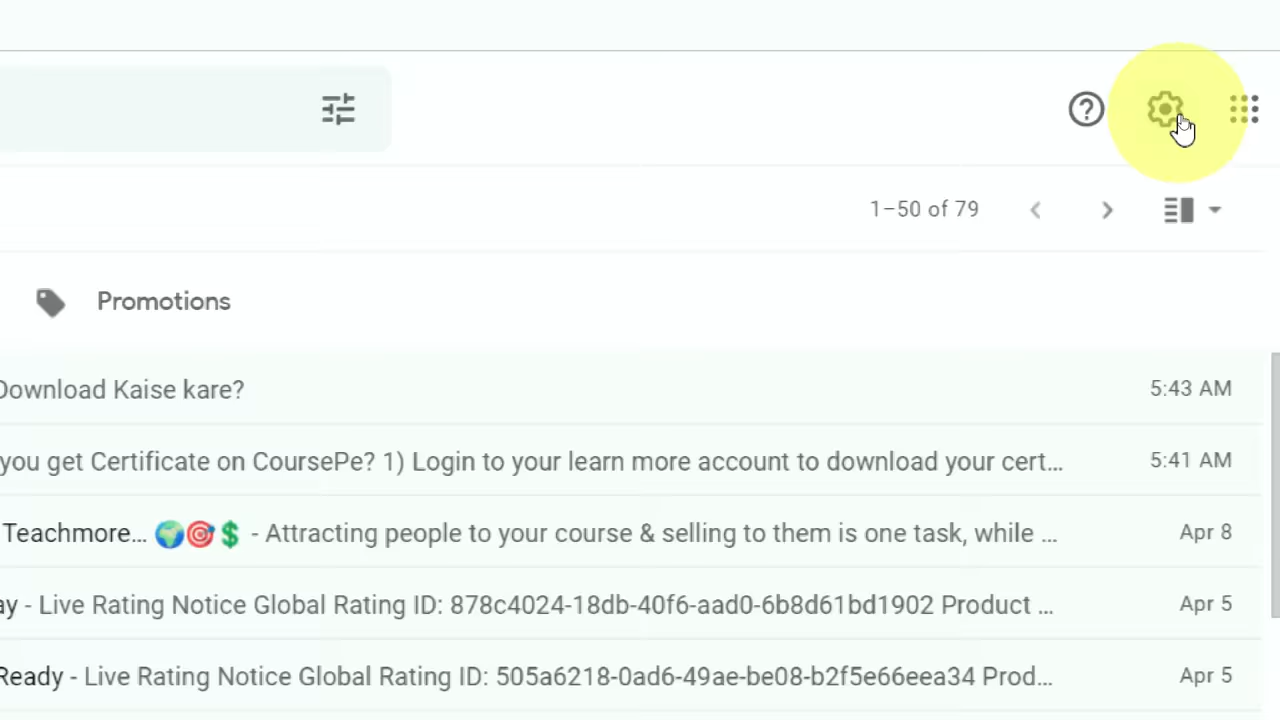 1–50 of 79
Promotions
Download Kaise kare? 5:43 AM
you get Certificate on CoursePe? 1) Login to your learn more account to download your cert... 5:41 AM
Teachmore... 🌍🎯💲 - Attracting people to your course & selling to them is one task, while ... Apr 8
ay - Live Rating Notice Global Rating ID: 878c4024-18db-40f6-aad0-6b8d61bd1902 Product ... Apr 5
Ready - Live Rating Notice Global Rating ID: 505a6218-0ad6-49ae-be08-b2f5e66eea34 Prod... Apr 5